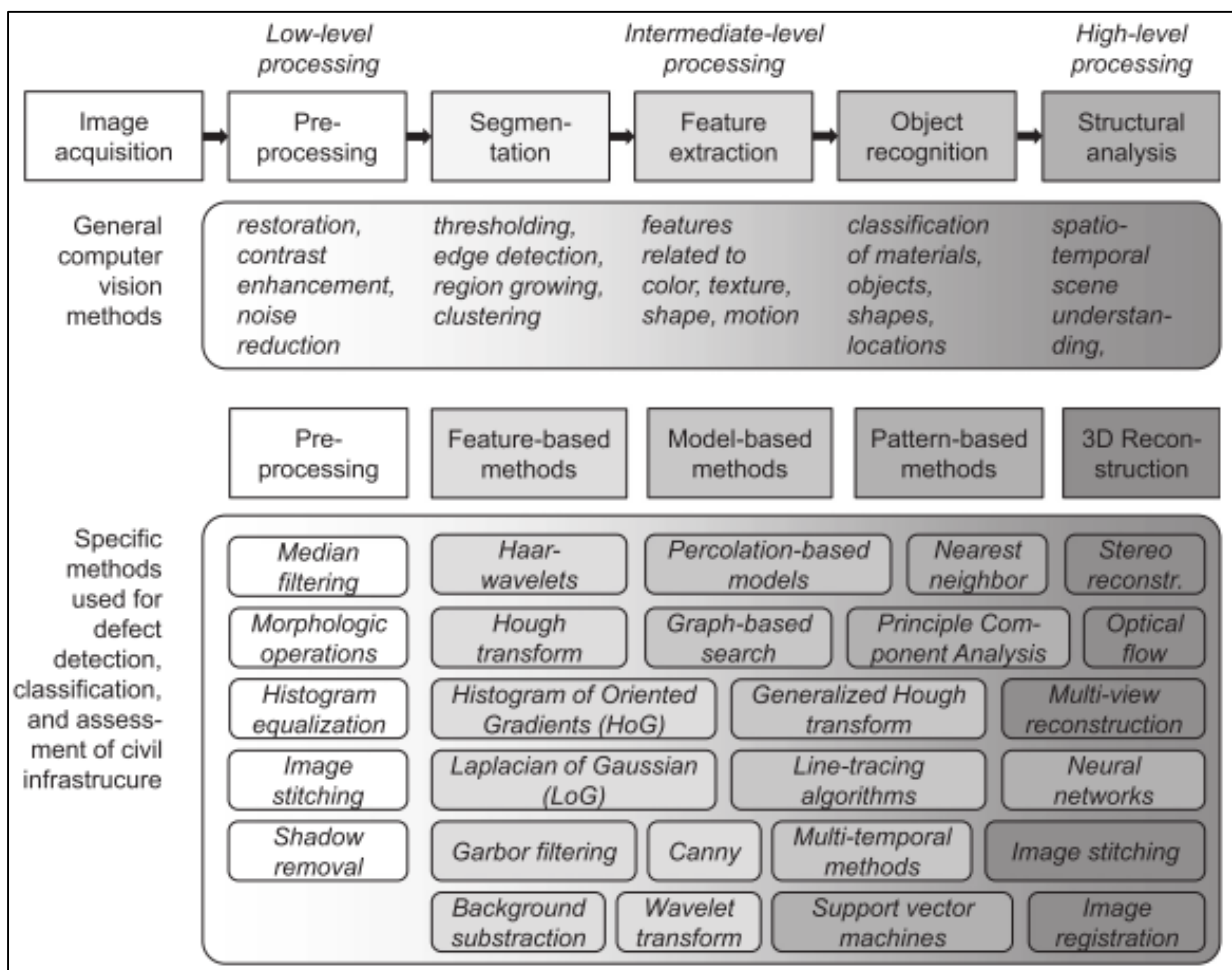 Low-level
processing
Intermediate-level
processing
High-level
processing
Image
acquisition
Pre-
processing
Segmen-
tation
Feature
extraction
Object
recognition
Structural
analysis
General
computer
vision
methods
restoration,
contrast
enhancement,
noise
reduction
thresholding,
edge detection,
region growing,
clustering
features
related to
color, texture,
shape, motion
classification
of materials,
objects,
shapes,
locations
spatio-
temporal
scene
understan-
ding,
Pre-
processing
Feature-based
methods
Model-based
methods
Pattern-based
methods
3D Recon-
struction
Specific
methods
used for
defect
detection,
classification,
and assess-
ment of civil
infrastrucure
Median
filtering
Haar-
wavelets
Percolation-based
models
Nearest
neighbor
Stereo
reconstr.
Morphologic
operations
Hough
transform
Graph-based
search
Principle Com-
ponent Analysis
Optical
flow
Histogram
equalization
Histogram of Oriented
Gradients (HoG)
Generalized Hough
transform
Multi-view
reconstruction
Image
stitching
Laplacian of Gaussian
(LoG)
Line-tracing
algorithms
Neural
networks
Shadow
removal
Garbor filtering
Canny
Multi-temporal
methods
Image stitching
Background
substraction
Wavelet
transform
Support vector
machines
Image
registration